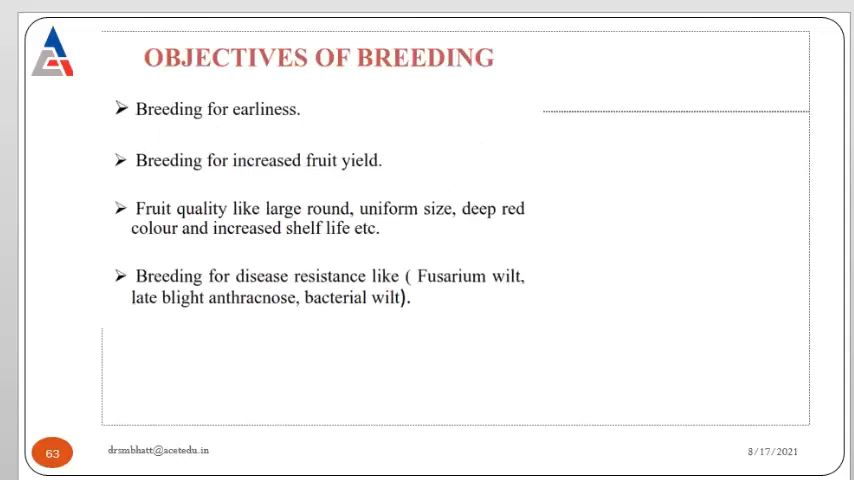 OBJECTIVES OF BREEDING
➢ Breeding for earliness.
➢ Breeding for increased fruit yield.
➢ Fruit quality like large round, uniform size, deep red
colour and increased shelf life etc.
➢ Breeding for disease resistance like ( Fusarium wilt,
late blight anthracnose, bacterial wilt).
63
drsmbhatt@acetedu.in
8/17/2021